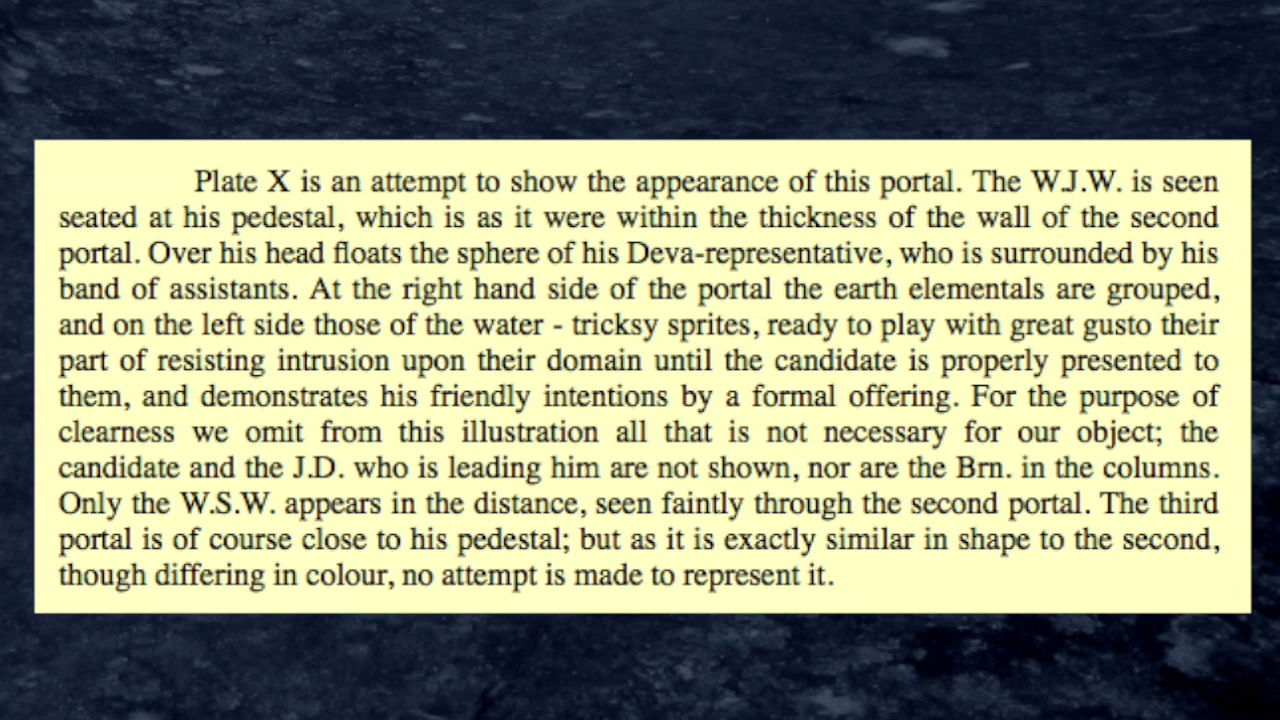 Plate X is an attempt to show the appearance of this portal. The W.J.W. is seen
seated at his pedestal, which is as it were within the thickness of the wall of the second
portal. Over his head floats the sphere of his Deva-representative, who is surrounded by his
band of assistants. At the right hand side of the portal the earth elementals are grouped,
and on the left side those of the water - tricksy sprites, ready to play with great gusto their
part of resisting intrusion upon their domain until the candidate is properly presented to
them, and demonstrates his friendly intentions by a formal offering. For the purpose of
clearness we omit from this illustration all that is not necessary for our object; the
candidate and the J.D. who is leading him are not shown, nor are the Brn. in the columns.
Only the W.S.W. appears in the distance, seen faintly through the second portal. The third
portal is of course close to his pedestal; but as it is exactly similar in shape to the second,
though differing in colour, no attempt is made to represent it.